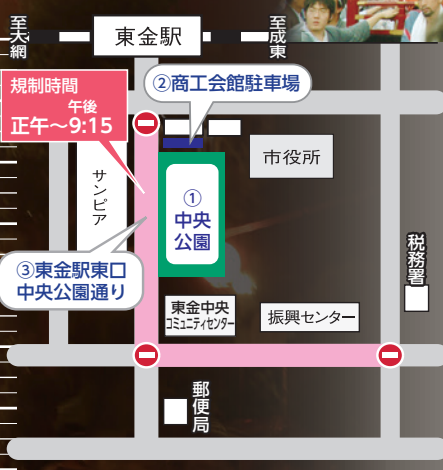 至大網
東金駅
至成東
規制時間
午後
正午〜9:15
②商工会館駐車場
サンピア
①
中央
公園
市役所
③東金駅東口
中央公園通り
税務署
東金中央
コミュニティセンター
振興センター
郵便局